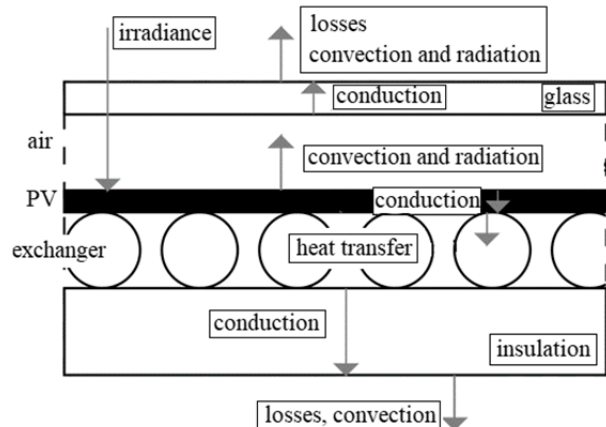 irradiance
losses
convection and radiation
conduction
glass
air
convection and radiation
PV
conduction
exchanger
heat transfer
conduction
insulation
losses, convection